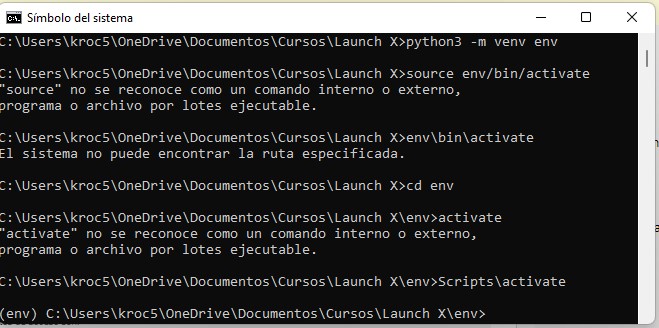 Símbolo del sistema
C:\Users\kroc5\OneDrive\Documentos\Cursos\Launch X>python3 -m venv env
C:\Users\kroc5\OneDrive\Documentos\Cursos\Launch X>source env/bin/activate
"source" no se reconoce como un comando interno o externo,
programa o archivo por lotes ejecutable.
C:\Users\kroc5\OneDrive\Documentos\Cursos\Launch X>env\bin\activate
El sistema no puede encontrar la ruta especificada.
C:\Users\kroc5\OneDrive\Documentos\Cursos\Launch X>cd env
C:\Users\kroc5\OneDrive\Documentos\Cursos\Launch X\env>activate
"activate" no se reconoce como un comando interno o externo,
programa o archivo por lotes ejecutable.
C:\Users\kroc5\OneDrive\Documentos\Cursos\Launch X\env>Scripts\activate
(env) C:\Users\kroc5\OneDrive\Documentos\Cursos\Launch X\env>